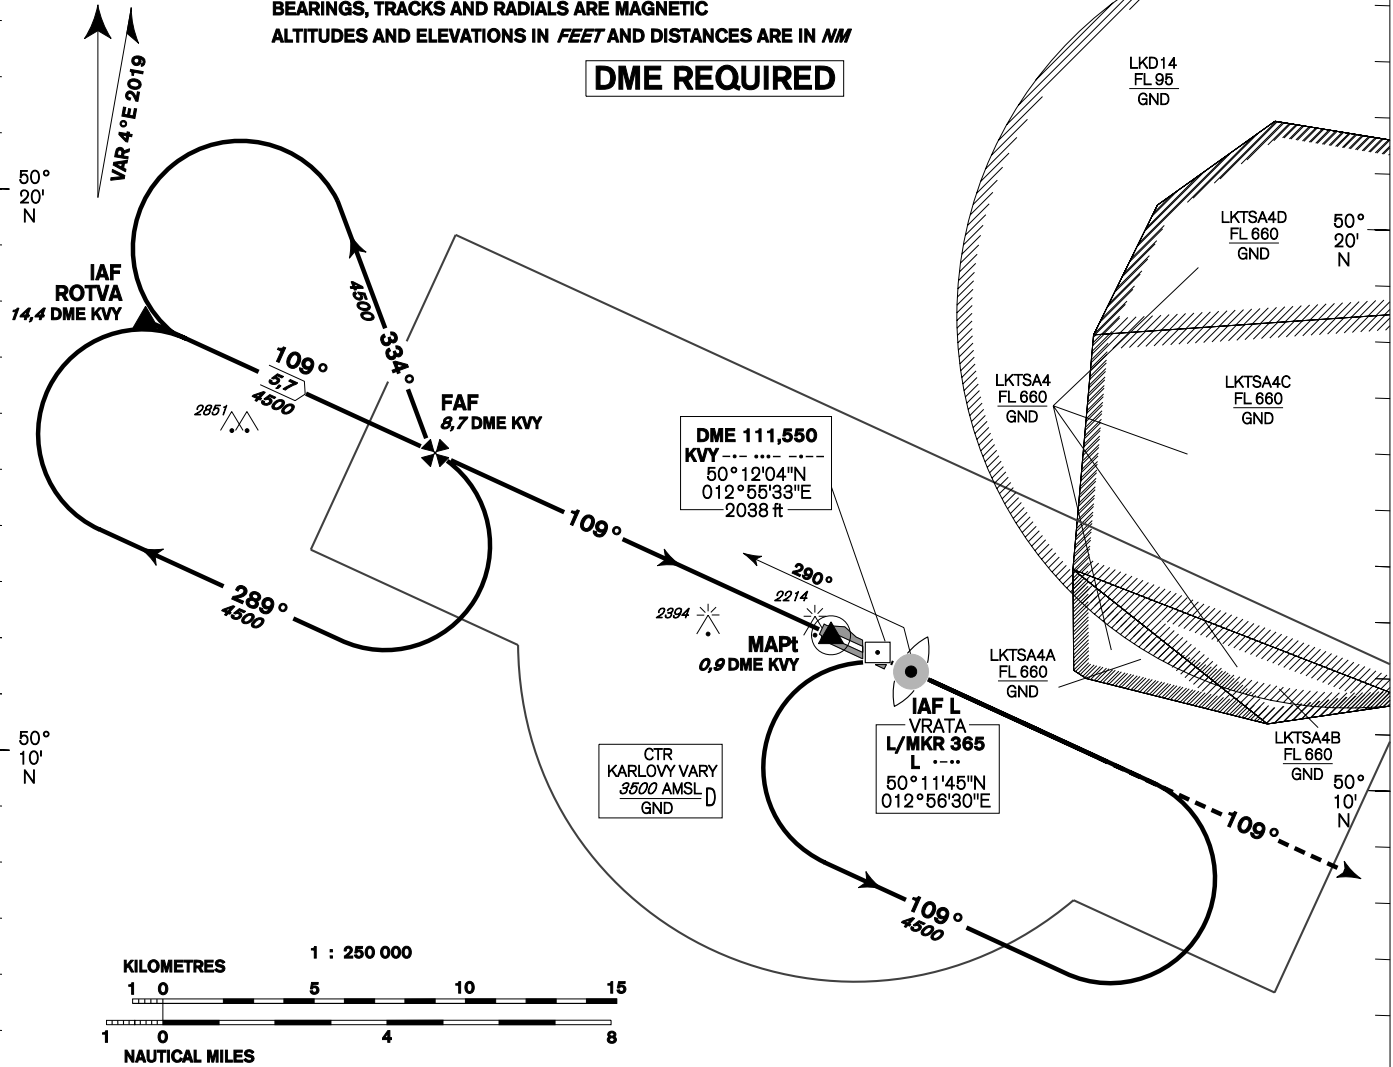 BEARINGS, TRACKS AND RADIALS ARE MAGNETIC
ALTITUDES AND ELEVATIONS IN FEET AND DISTANCES ARE IN NM
DME REQUIRED
VAR 4°E 2019
50°
20'
N
IAF
ROTVA
14,4 DME KVY
4500
334°
109°
5,7
4500
2851
FAF
8,7 DME KVY
289°
4500
109°
DME 111,550
KVY -·- ···- -·--
50°12'04"N
012°55'33"E
2038 ft
290°
2214
2394
MAPt
0,9 DME KVY
IAF L
VRATA
L/MKR 365
L ·-··
50°11'45"N
012°56'30"E
CTR
KARLOVY VARY
3500 AMSL
GND
D
109°
4500
109°
LKD14
FL 95
GND
LKTSA4D
FL 660
GND
50°
20'
N
LKTSA4
FL 660
GND
LKTSA4C
FL 660
GND
LKTSA4A
FL 660
GND
LKTSA4B
FL 660
GND
50°
10'
N
50°
10'
N
1 : 250 000
KILOMETRES
1 0 5 10 15
1 0 4 8
NAUTICAL MILES